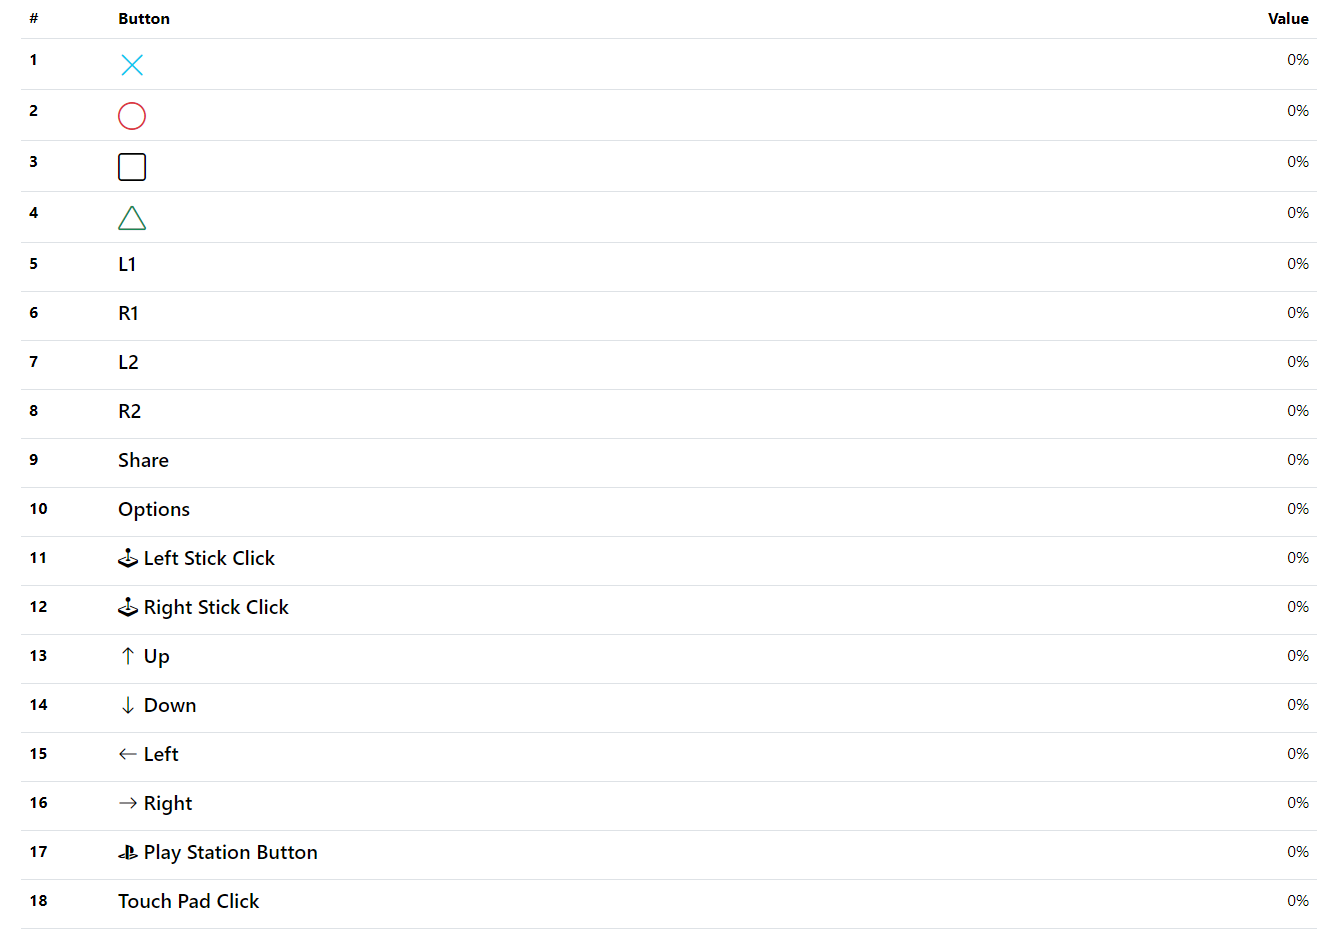 # Button Value
1 0%
2 0%
3 0%
4 0%
5 L1 0%
6 R1 0%
7 L2 0%
8 R2 0%
9 Share 0%
10 Options 0%
11 Left Stick Click 0%
12 Right Stick Click 0%
13 ↑ Up 0%
14 ↓ Down 0%
15 ← Left 0%
16 → Right 0%
17 Play Station Button 0%
18 Touch Pad Click 0%